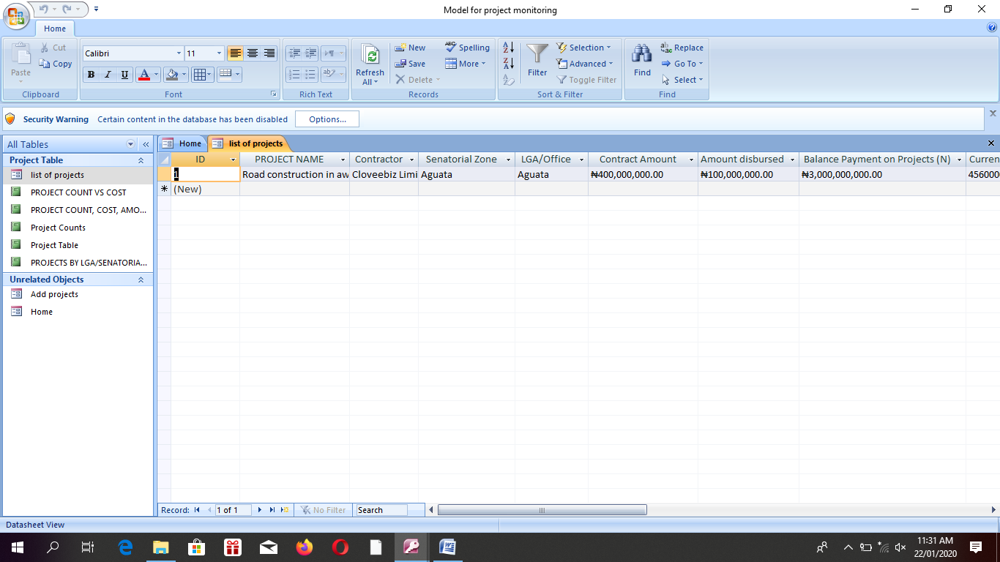 Model for project monitoring
Home
Paste
Cut
Copy
Clipboard
Calibri 11
B I U A
Font
Rich Text
Refresh All
New
Save
Delete
Spelling
More
Records
Filter
Selection
Advanced
Toggle Filter
Sort & Filter
Find
Replace
Go To
Select
Find
Security Warning Certain content in the database has been disabled Options...
All Tables
Project Table
list of projects
PROJECT COUNT VS COST
PROJECT COUNT, COST, AMO...
Project Counts
Project Table
PROJECTS BY LGA/SENATORIA...
Unrelated Objects
Add projects
Home
Home list of projects
ID PROJECT NAME Contractor Senatorial Zone LGA/Office Contract Amount Amount disbursed Balance Payment on Projects (N) Curren
1 Road construction in aw Cloveebiz Limi Aguata Aguata ₦400,000,000.00 ₦100,000,000.00 ₦3,000,000,000.00 456000
(New)
Record: 1 of 1 No Filter Search
Datasheet View
11:31 AM
22/01/2020